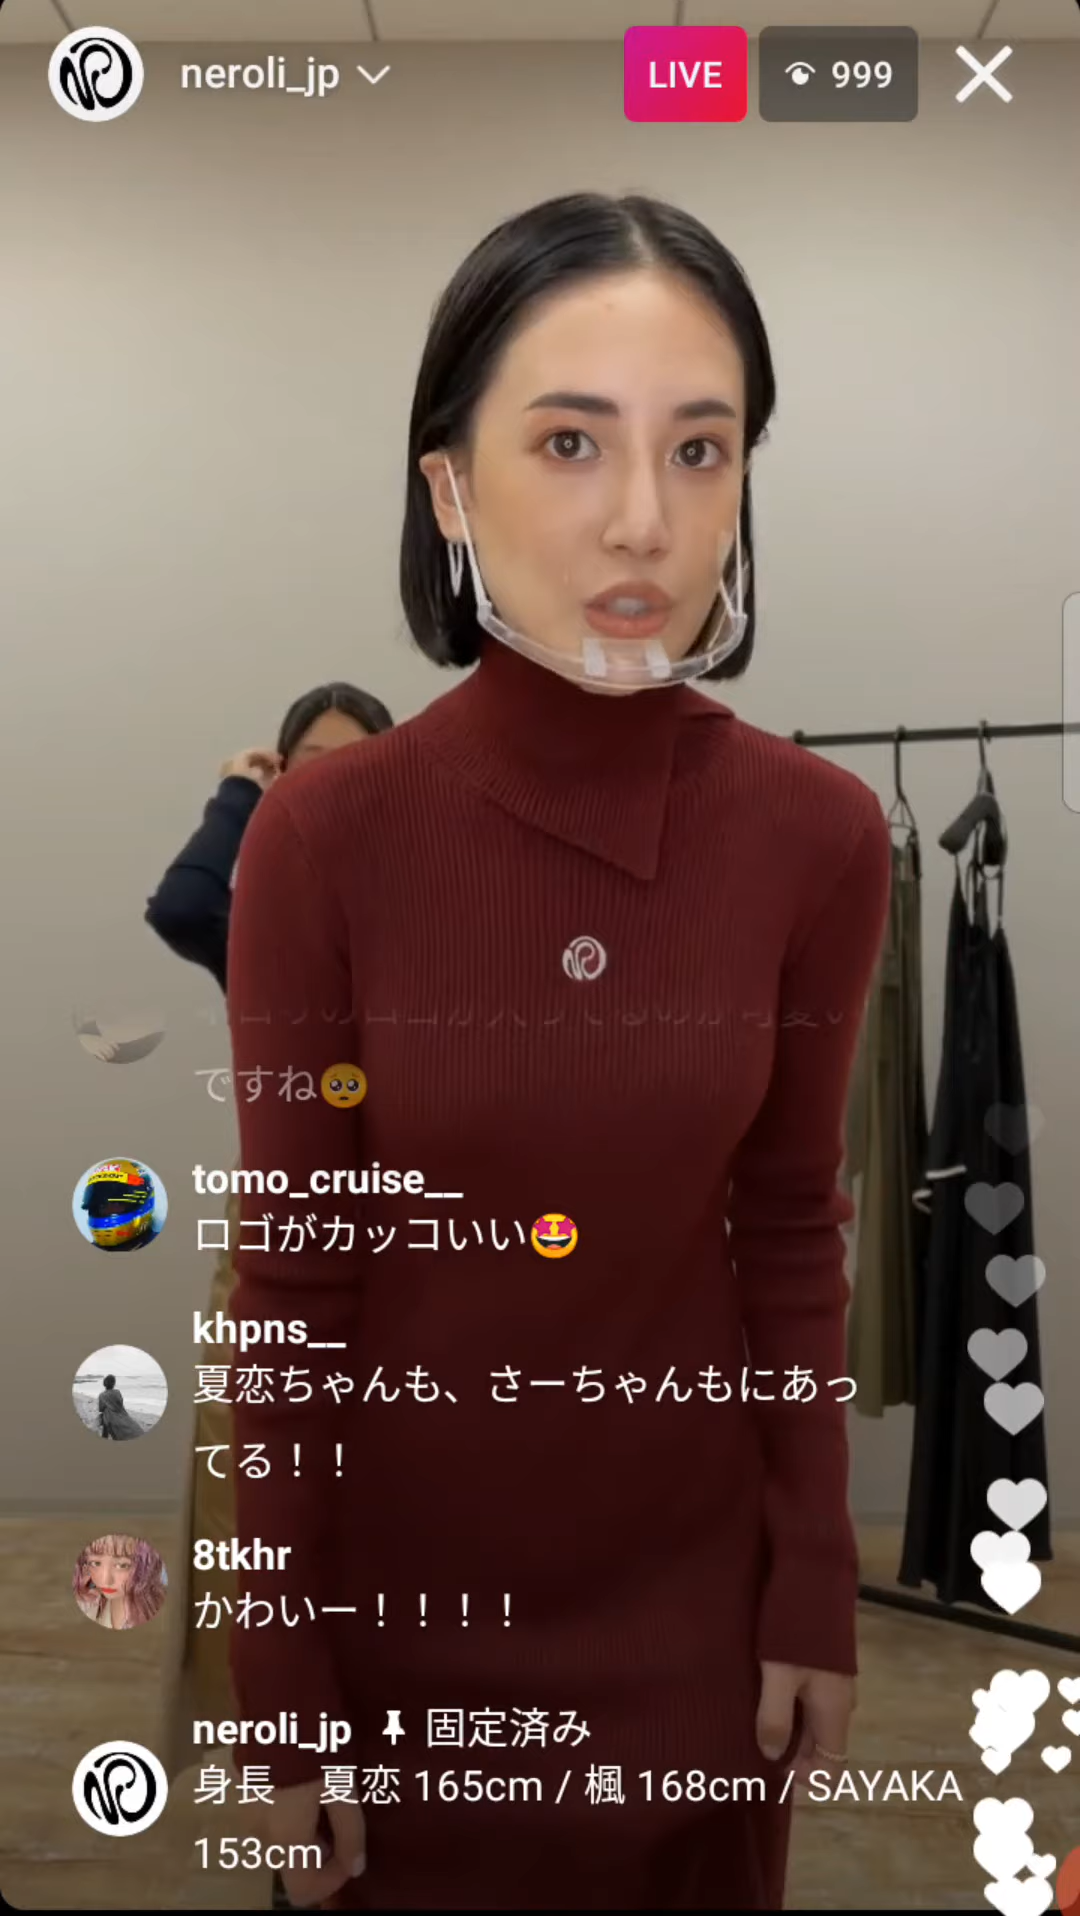 neroli_jp
LIVE
999
ですね🥺
tomo_cruise__
ロゴがカッコいい🤩
khpns__
夏恋ちゃんも、さーちゃんもにあっ
てる！！
8tkhr
かわいー！！！！
neroli_jp 固定済み
身長　夏恋 165cm / 楓 168cm / SAYAKA
153cm